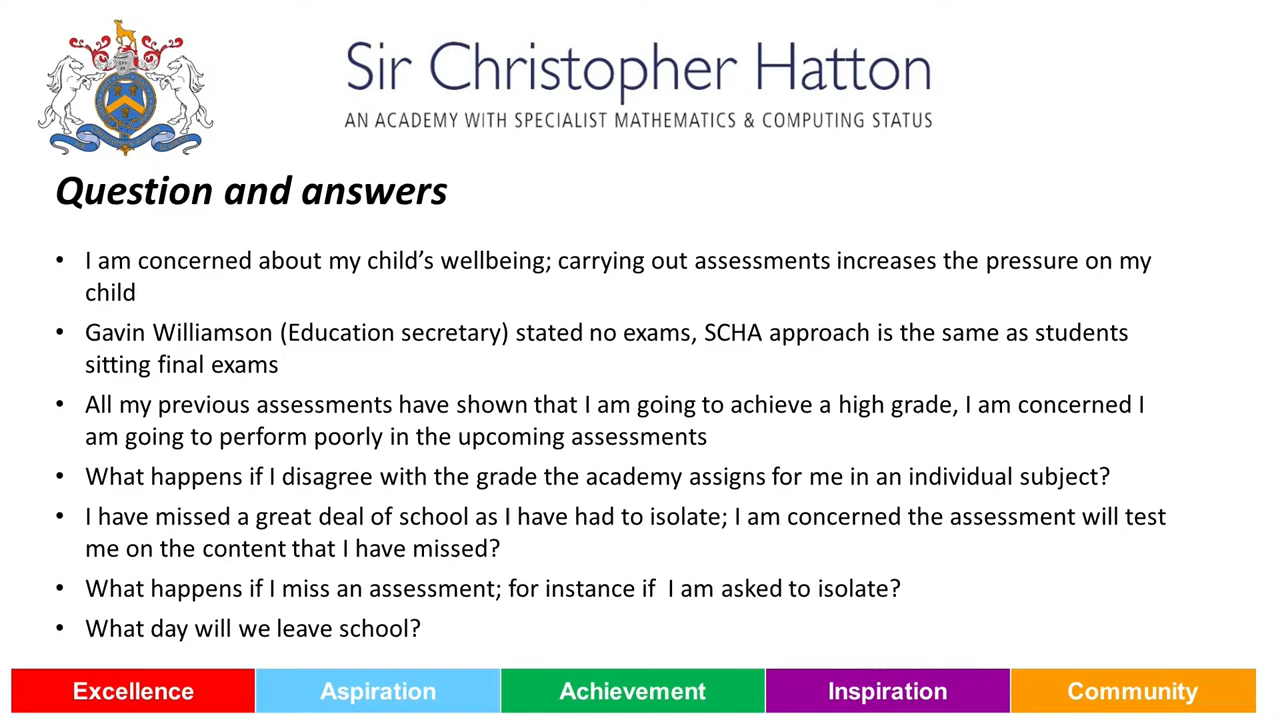 Sir Christopher Hatton
AN ACADEMY WITH SPECIALIST MATHEMATICS & COMPUTING STATUS
Question and answers
• I am concerned about my child’s wellbeing; carrying out assessments increases the pressure on my
child
• Gavin Williamson (Education secretary) stated no exams, SCHA approach is the same as students
sitting final exams
• All my previous assessments have shown that I am going to achieve a high grade, I am concerned I
am going to perform poorly in the upcoming assessments
• What happens if I disagree with the grade the academy assigns for me in an individual subject?
• I have missed a great deal of school as I have had to isolate; I am concerned the assessment will test
me on the content that I have missed?
• What happens if I miss an assessment; for instance if  I am asked to isolate?
• What day will we leave school?
Excellence Aspiration Achievement Inspiration Community